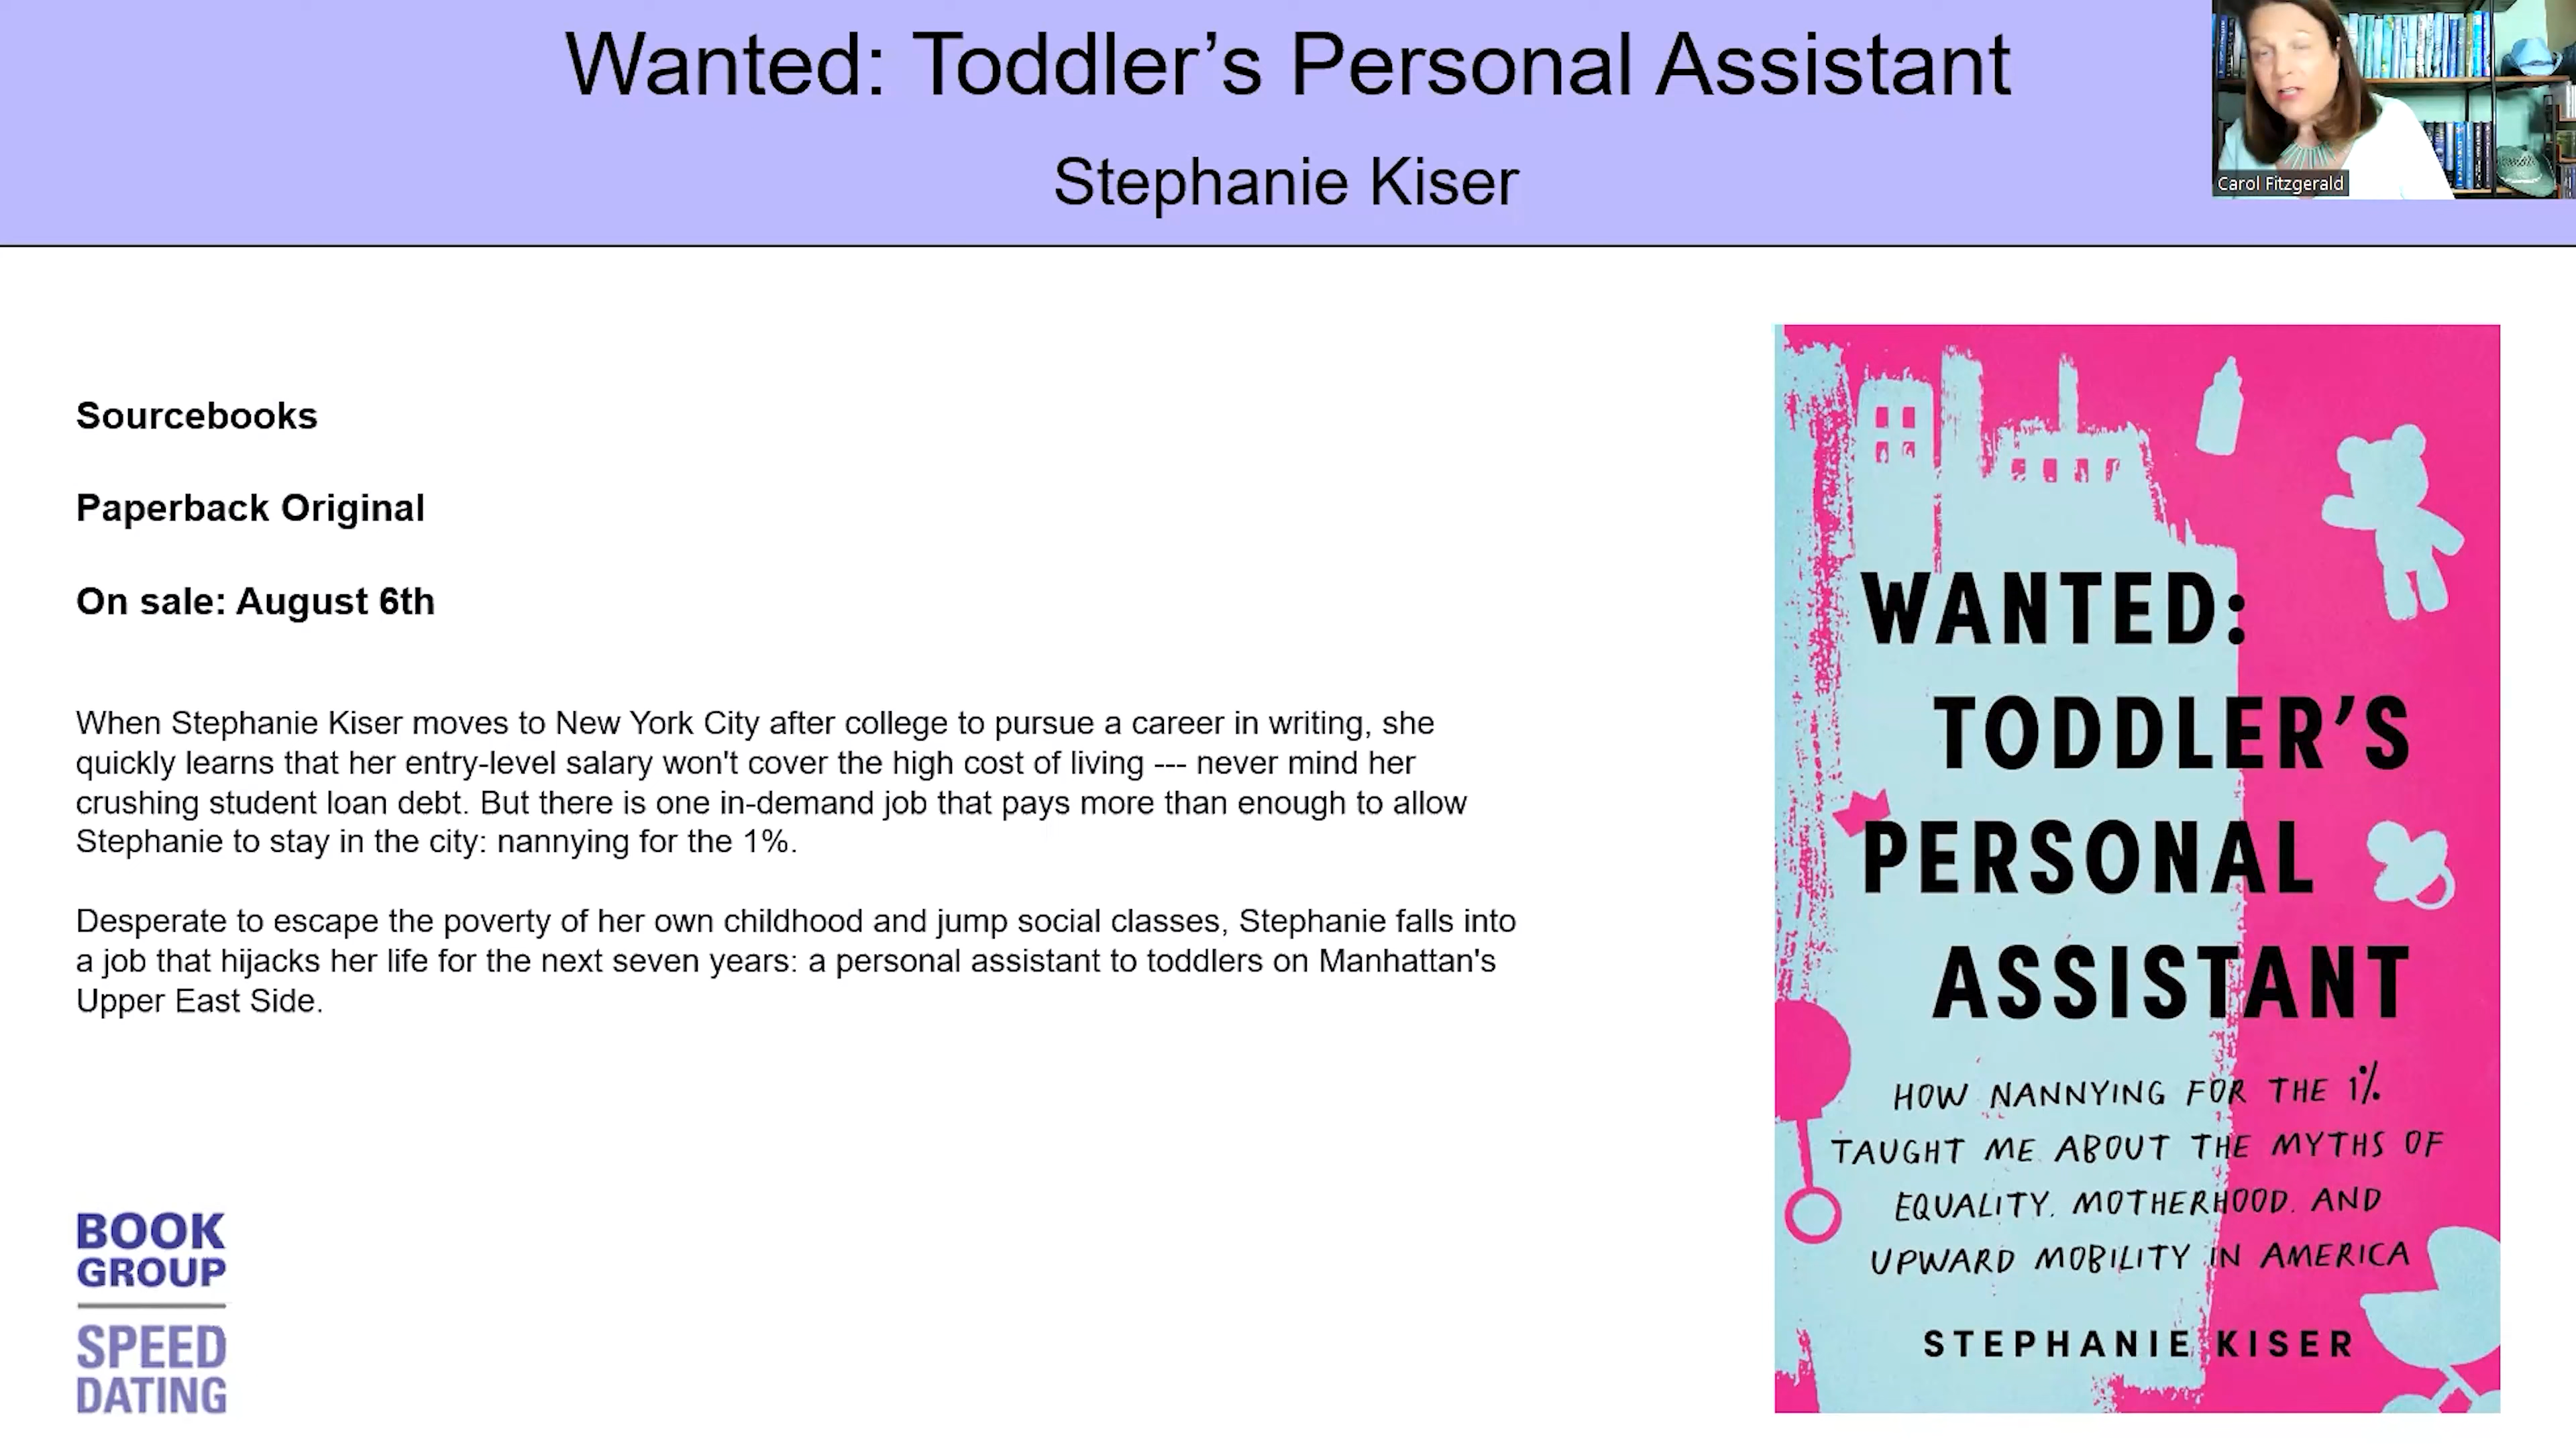 Wanted: Toddler’s Personal Assistant
Stephanie Kiser
Carol Fitzgerald
Sourcebooks
Paperback Original
On sale: August 6th
When Stephanie Kiser moves to New York City after college to pursue a career in writing, she
quickly learns that her entry-level salary won't cover the high cost of living --- never mind her
crushing student loan debt. But there is one in-demand job that pays more than enough to allow
Stephanie to stay in the city: nannying for the 1%.
Desperate to escape the poverty of her own childhood and jump social classes, Stephanie falls into
a job that hijacks her life for the next seven years: a personal assistant to toddlers on Manhattan's
Upper East Side.
BOOK
GROUP
SPEED
DATING
WANTED:
TODDLER’S
PERSONAL
ASSISTANT
HOW NANNYING FOR THE 1%
TAUGHT ME ABOUT THE MYTHS OF
EQUALITY, MOTHERHOOD, AND
UPWARD MOBILITY IN AMERICA
STEPHANIE KISER